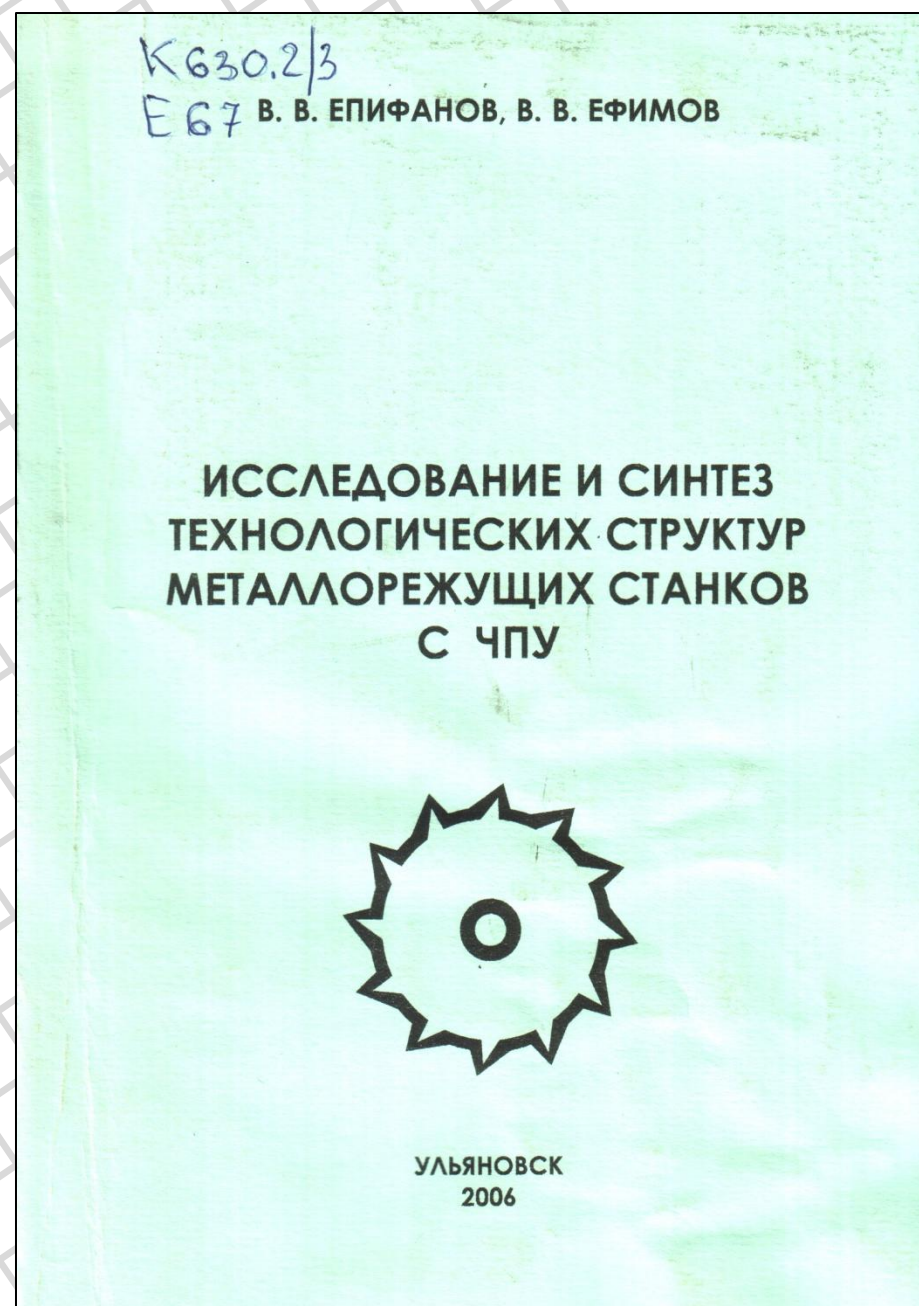 К630.2/3
Е67 В. В. ЕПИФАНОВ, В. В. ЕФИМОВ
ИССЛЕДОВАНИЕ И СИНТЕЗ
ТЕХНОЛОГИЧЕСКИХ СТРУКТУР
МЕТАЛЛОРЕЖУЩИХ СТАНКОВ
С ЧПУ
УЛЬЯНОВСК
2006